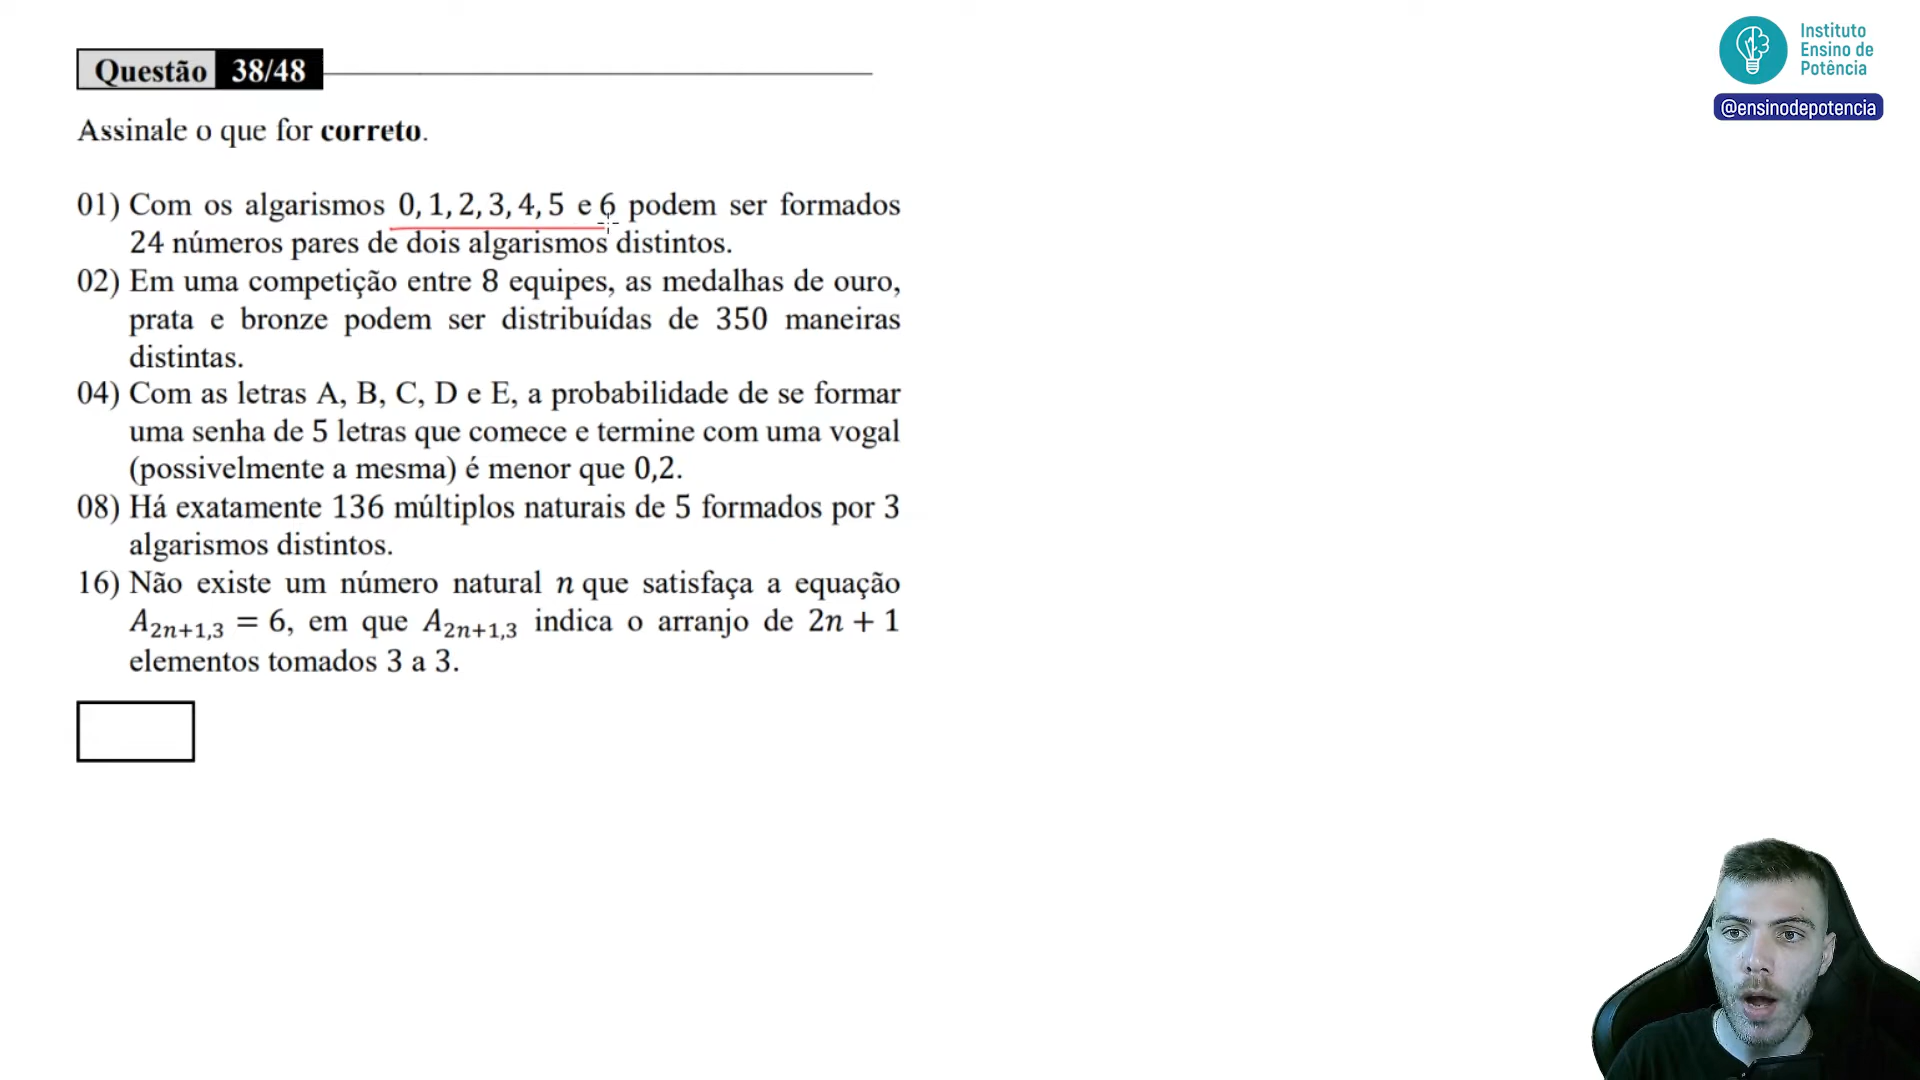 Questão 38/48
Assinale o que for correto.
01) Com os algarismos 0, 1, 2, 3, 4, 5 e 6 podem ser formados
24 números pares de dois algarismos distintos.
02) Em uma competição entre 8 equipes, as medalhas de ouro,
prata e bronze podem ser distribuídas de 350 maneiras
distintas.
04) Com as letras A, B, C, D e E, a probabilidade de se formar
uma senha de 5 letras que comece e termine com uma vogal
(possivelmente a mesma) é menor que 0,2.
08) Há exatamente 136 múltiplos naturais de 5 formados por 3
algarismos distintos.
16) Não existe um número natural n que satisfaça a equação
A₂ₙ₊₁,₃ = 6, em que A₂ₙ₊₁,₃ indica o arranjo de 2n + 1
elementos tomados 3 a 3.
Instituto
Ensino de
Potência
@ensinodepotencia